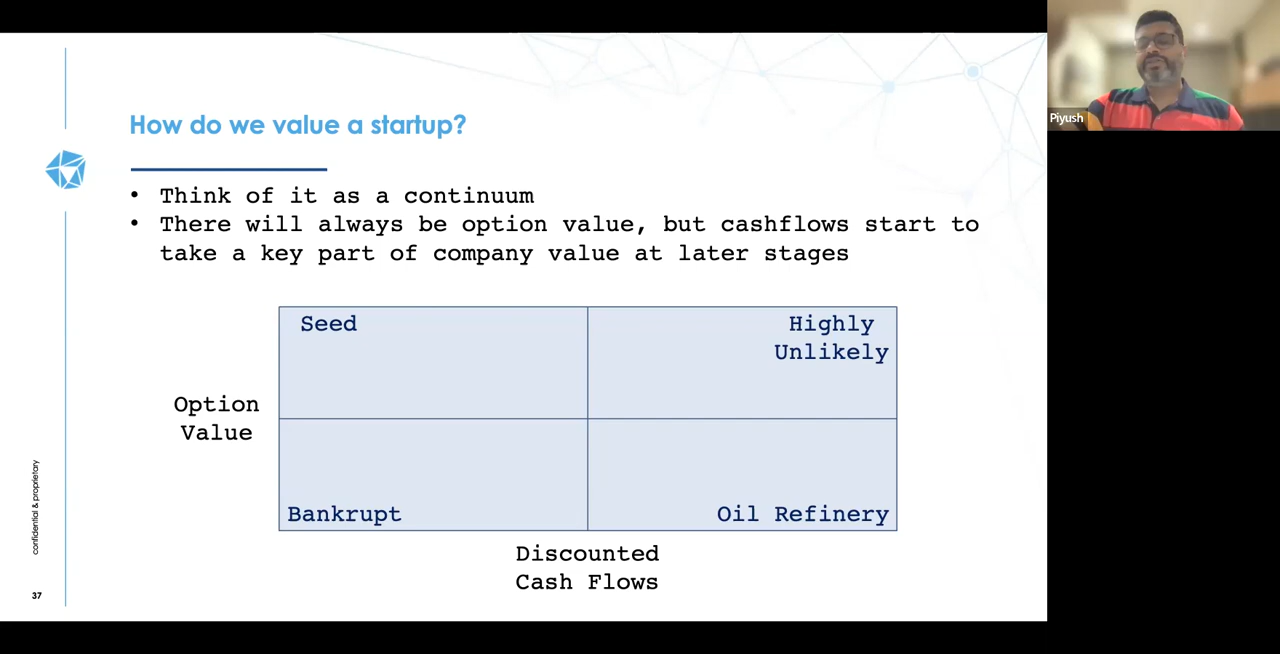 How do we value a startup?
• Think of it as a continuum
• There will always be option value, but cashflows start to
take a key part of company value at later stages
Seed
Highly
Unlikely
Option
Value
Bankrupt
Oil Refinery
Discounted
Cash Flows
confidential & proprietary
37
Piyush